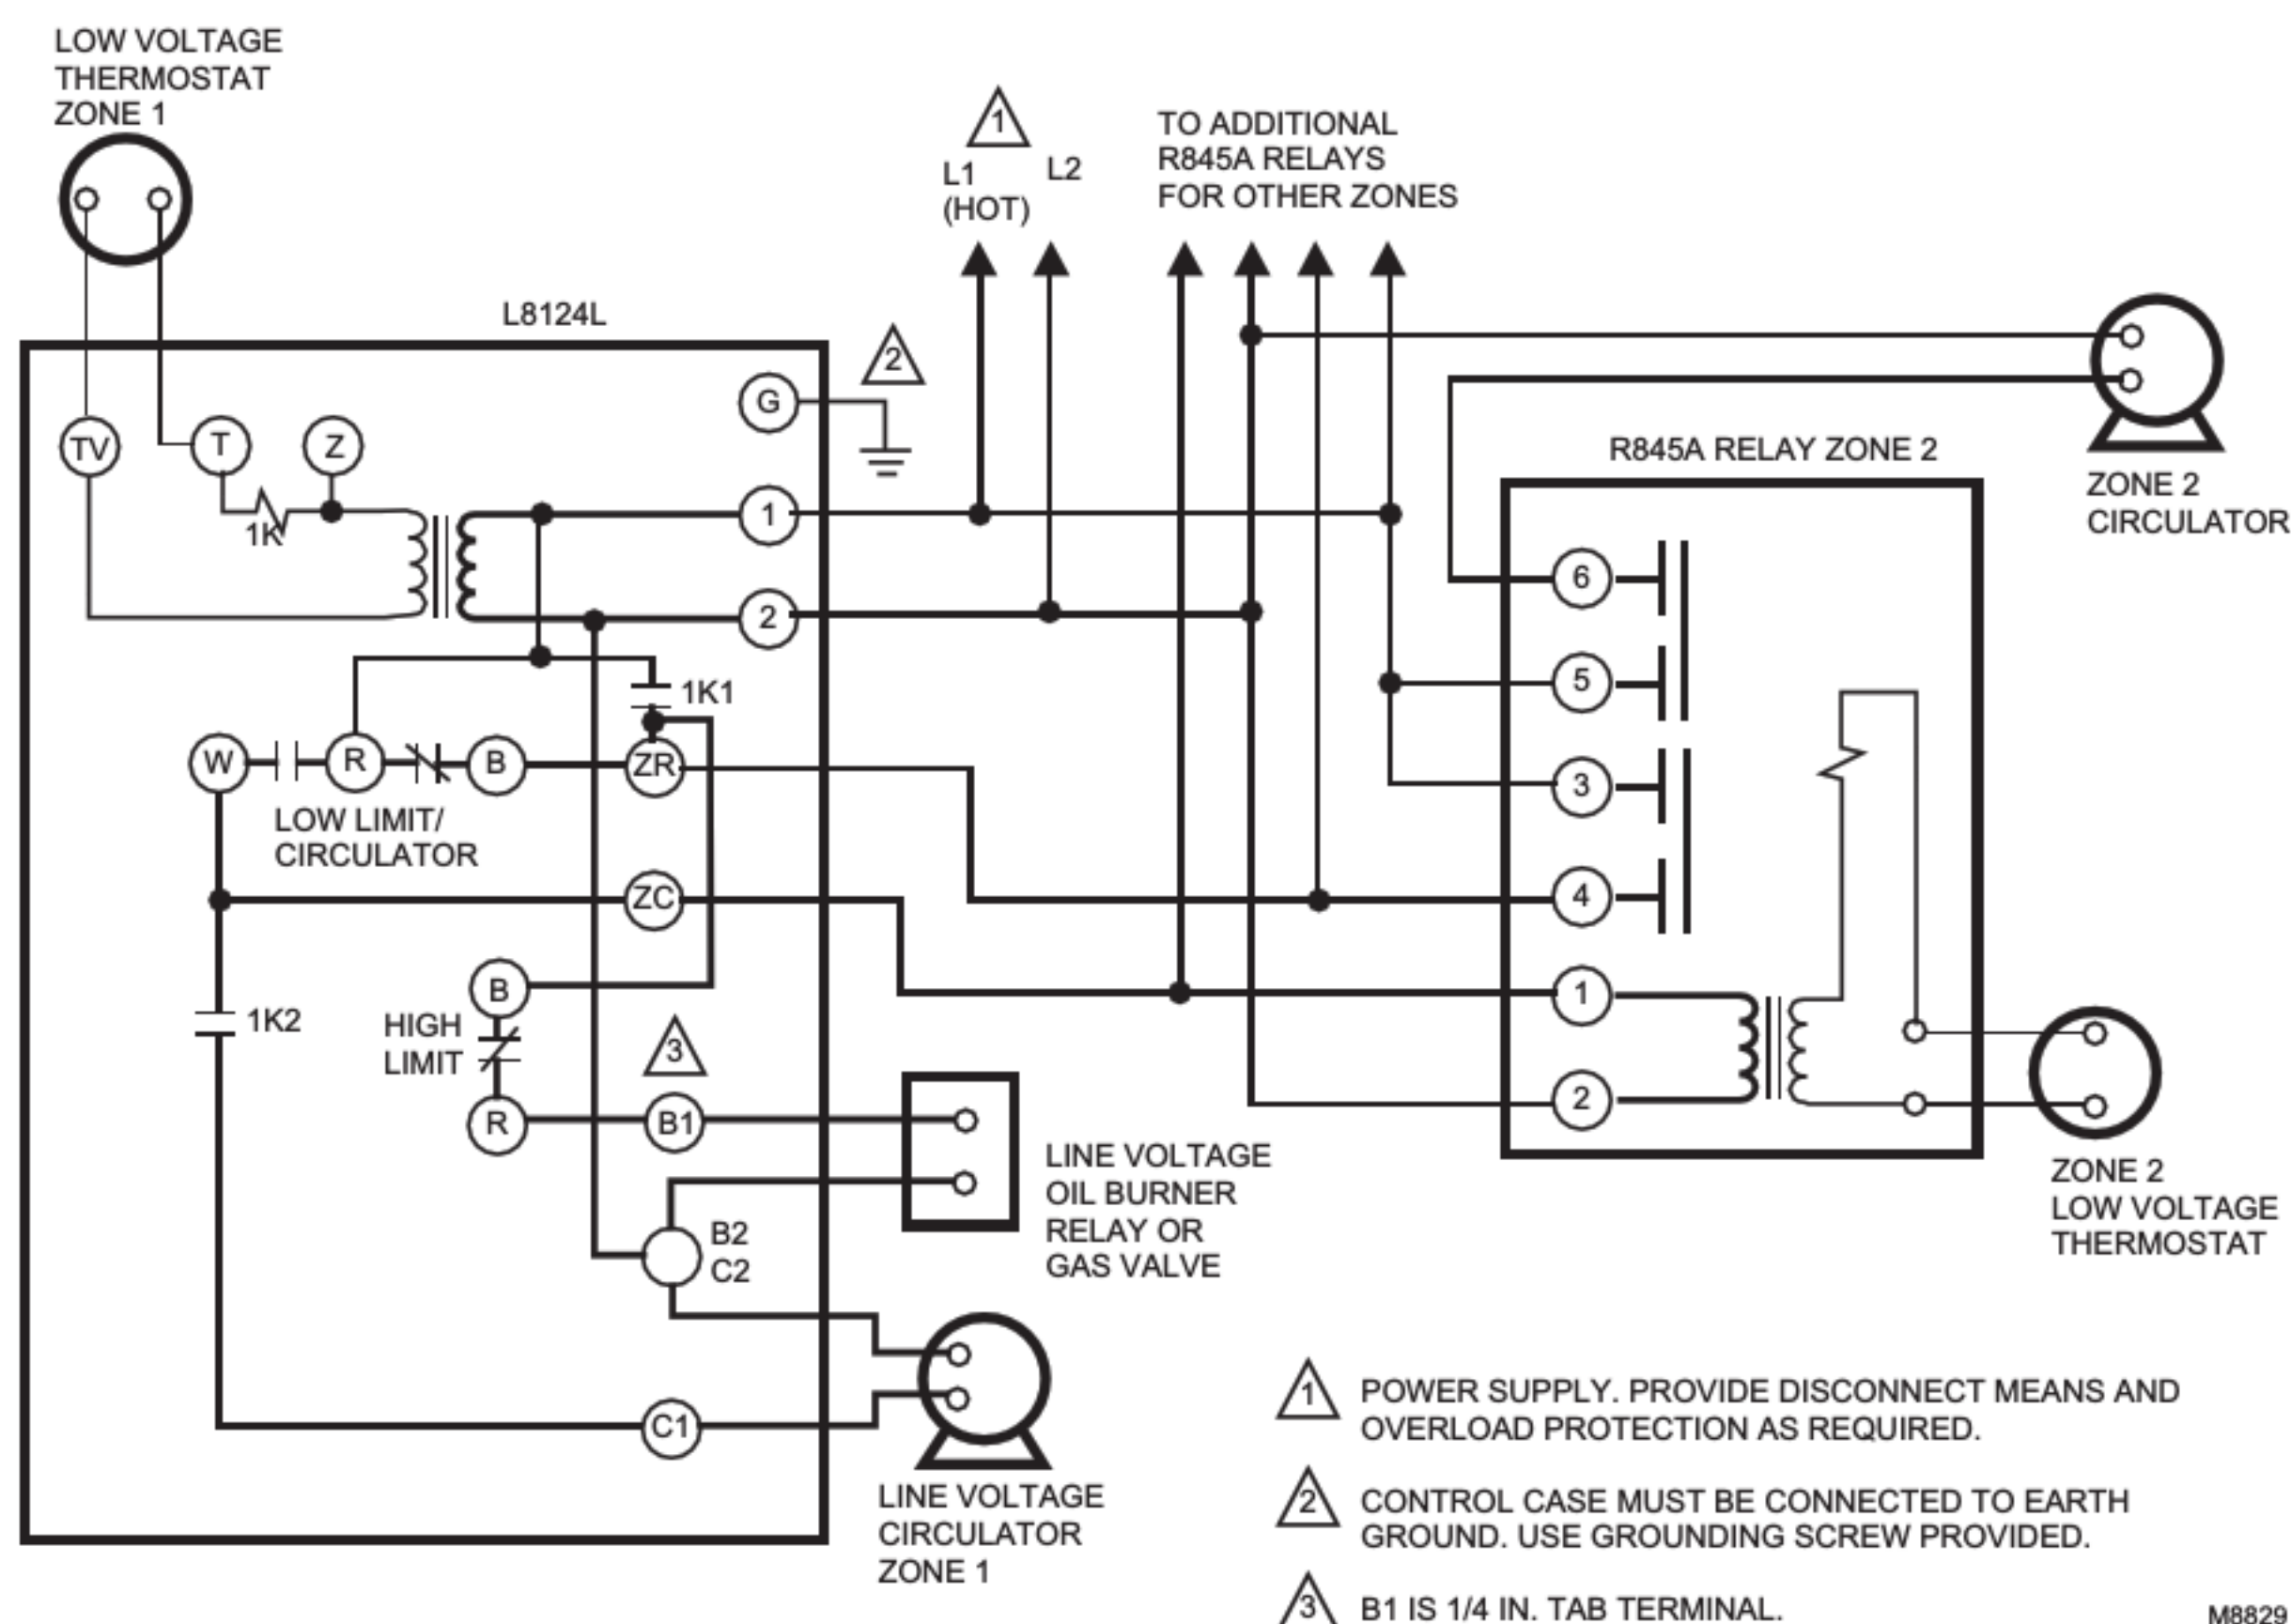 LOW VOLTAGE
THERMOSTAT
ZONE 1
1
L1
(HOT)
L2
TO ADDITIONAL
R845A RELAYS
FOR OTHER ZONES
L8124L
2
G
TV
T
Z
1K
1
2
1K1
W
R
B
ZR
LOW LIMIT/
CIRCULATOR
ZC
1K2
B
HIGH
LIMIT
R
3
B1
B2
C2
C1
LINE VOLTAGE
OIL BURNER
RELAY OR
GAS VALVE
LINE VOLTAGE
CIRCULATOR
ZONE 1
ZONE 2
CIRCULATOR
R845A RELAY ZONE 2
6
5
3
4
1
2
ZONE 2
LOW VOLTAGE
THERMOSTAT
1 POWER SUPPLY. PROVIDE DISCONNECT MEANS AND
OVERLOAD PROTECTION AS REQUIRED.
2 CONTROL CASE MUST BE CONNECTED TO EARTH
GROUND. USE GROUNDING SCREW PROVIDED.
3 B1 IS 1/4 IN. TAB TERMINAL.
M8829